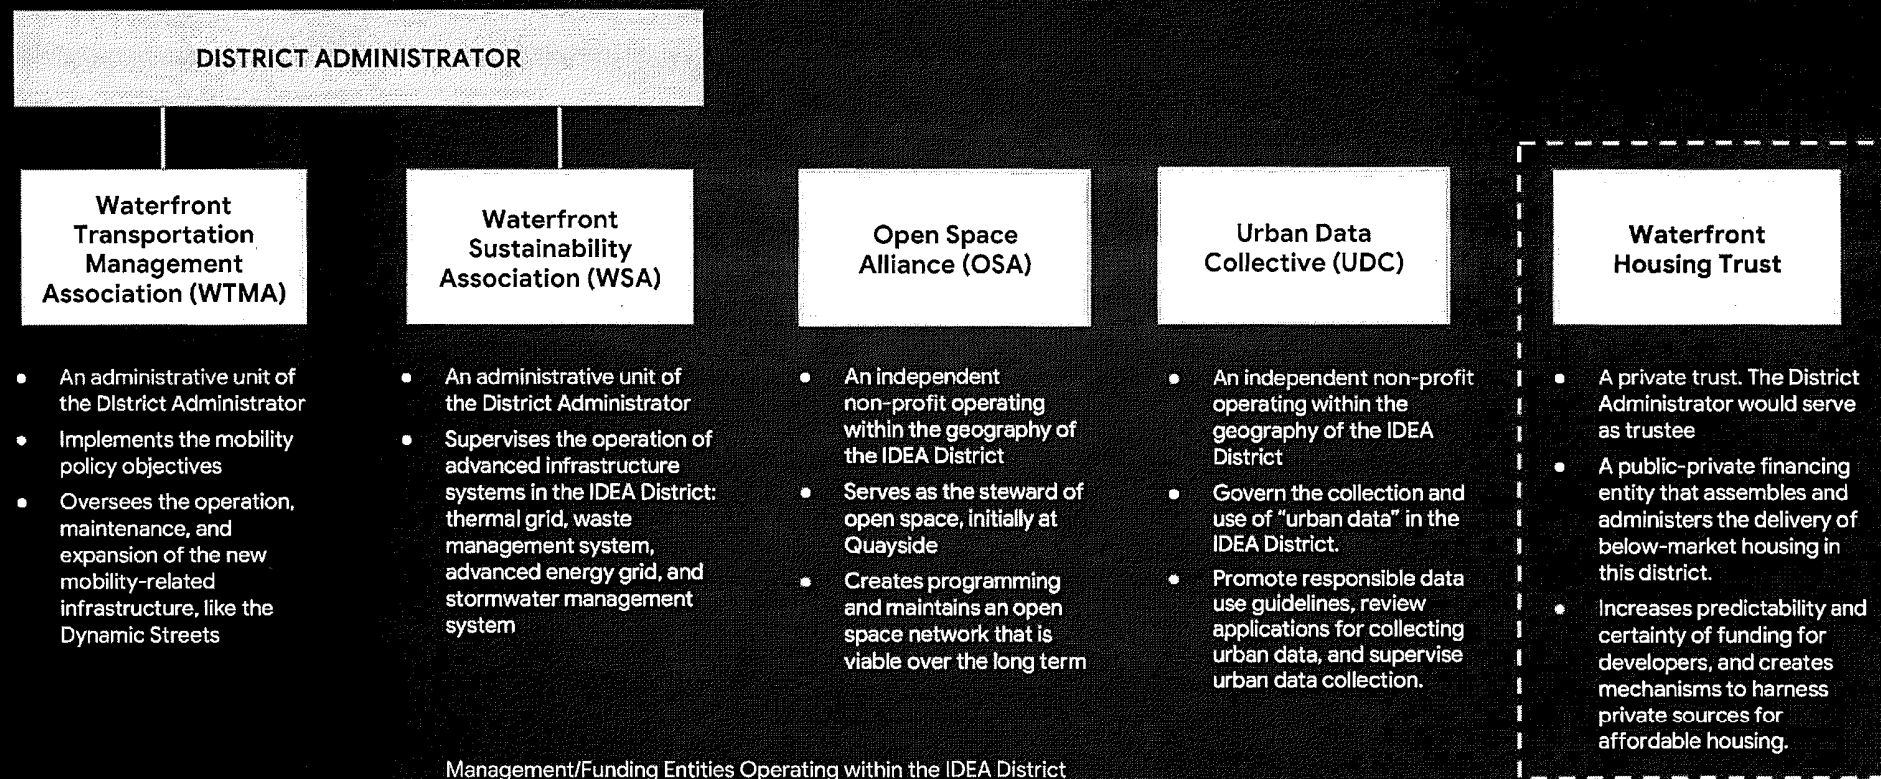 DISTRICT ADMINISTRATOR
Waterfront
Transportation
Management
Association (WTMA)
An administrative unit of
the District Administrator
Implements the mobility
policy objectives
Oversees the operation,
maintenance, and
expansion of the new
mobility-related
infrastructure, like the
Dynamic Streets
Waterfront
Sustainability
Association (WSA)
An administrative unit of
the District Administrator
Supervises the operation of
advanced infrastructure
systems in the IDEA District:
thermal grid, waste
management system,
advanced energy grid, and
stormwater management
system
Open Space
Alliance (OSA)
An independent
non-profit operating
within the geography of
the IDEA District
Serves as the steward of
open space, initially at
Quayside
Creates programming
and maintains an open
space network that is
viable over the long term
Urban Data
Collective (UDC)
An independent non-profit
operating within the
geography of the IDEA
District
Govern the collection and
use of "urban data" in the
IDEA District.
Promote responsible data
use guidelines, review
applications for collecting
urban data, and supervise
urban data collection.
Waterfront
Housing Trust
A private trust. The District
Administrator would serve
as trustee
A public-private financing
entity that assembles and
administers the delivery of
below-market housing in
this district.
Increases predictability and
certainty of funding for
developers, and creates
mechanisms to harness
private sources for
affordable housing.
Management/Funding Entities Operating within the IDEA District